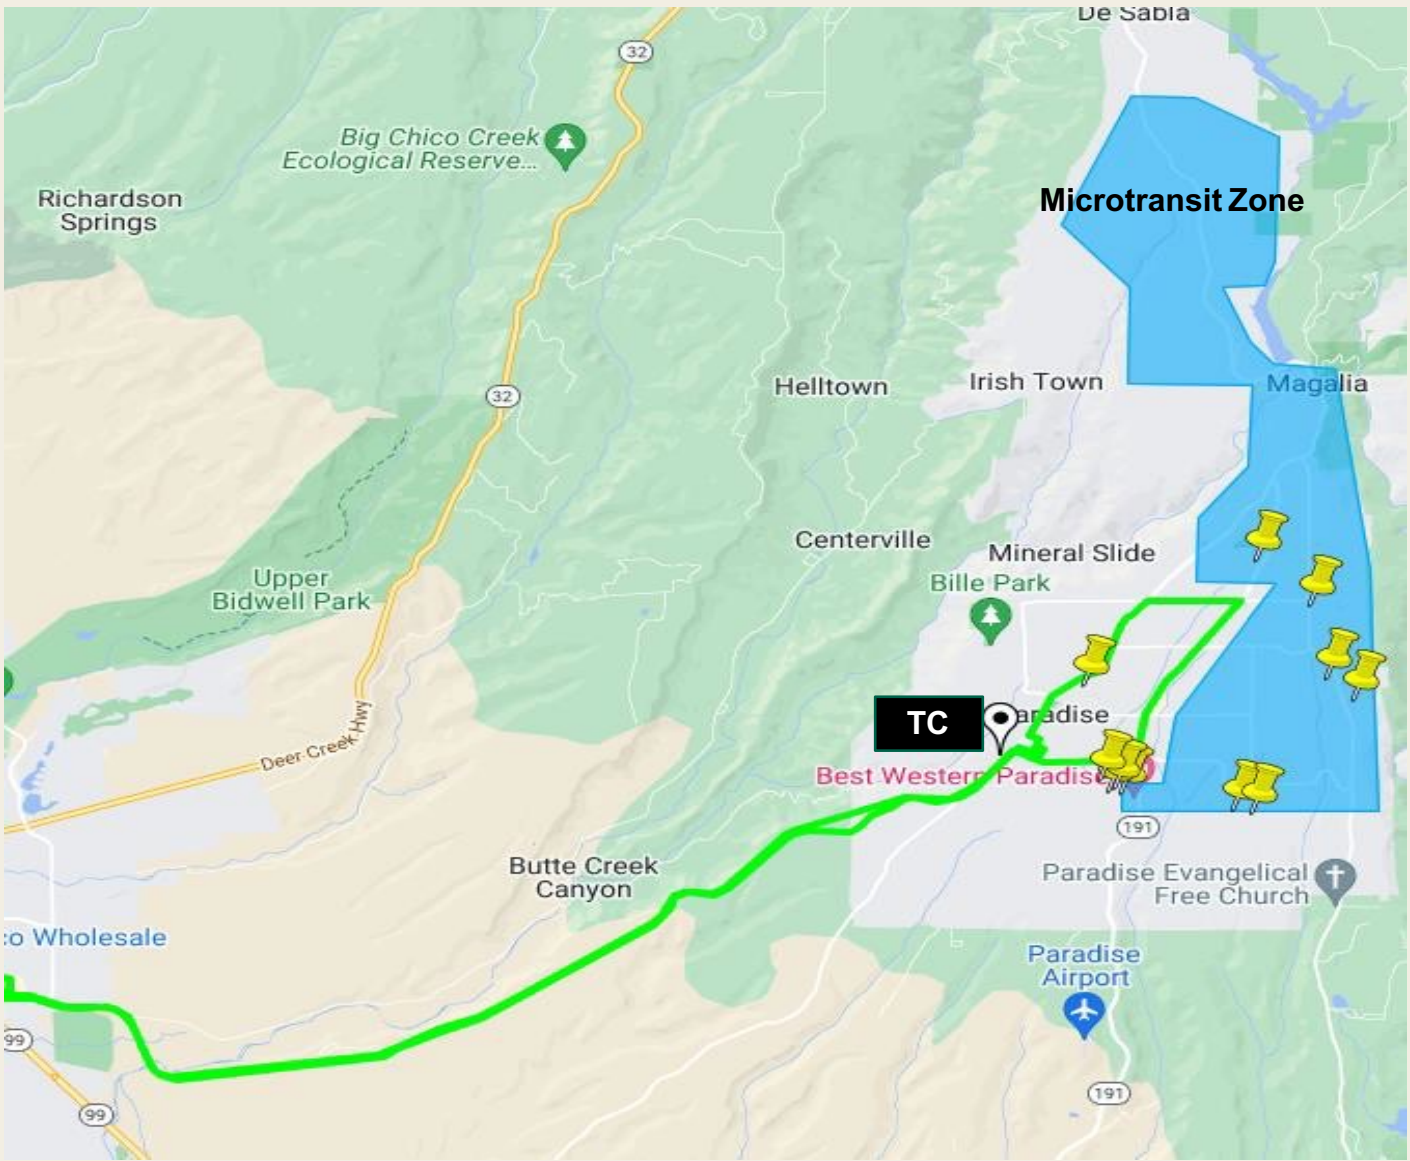 De Sabla
32
Big Chico Creek
Ecological Reserve...
Richardson
Springs
Microtransit Zone
32
Helltown
Irish Town
Magalia
Centerville
Mineral Slide
Bille Park
Upper
Bidwell Park
TC
aradise
Deer Creek Hwy
Best Western Paradise
191
Butte Creek
Canyon
Paradise Evangelical
Free Church
co Wholesale
Paradise
Airport
99
191
99